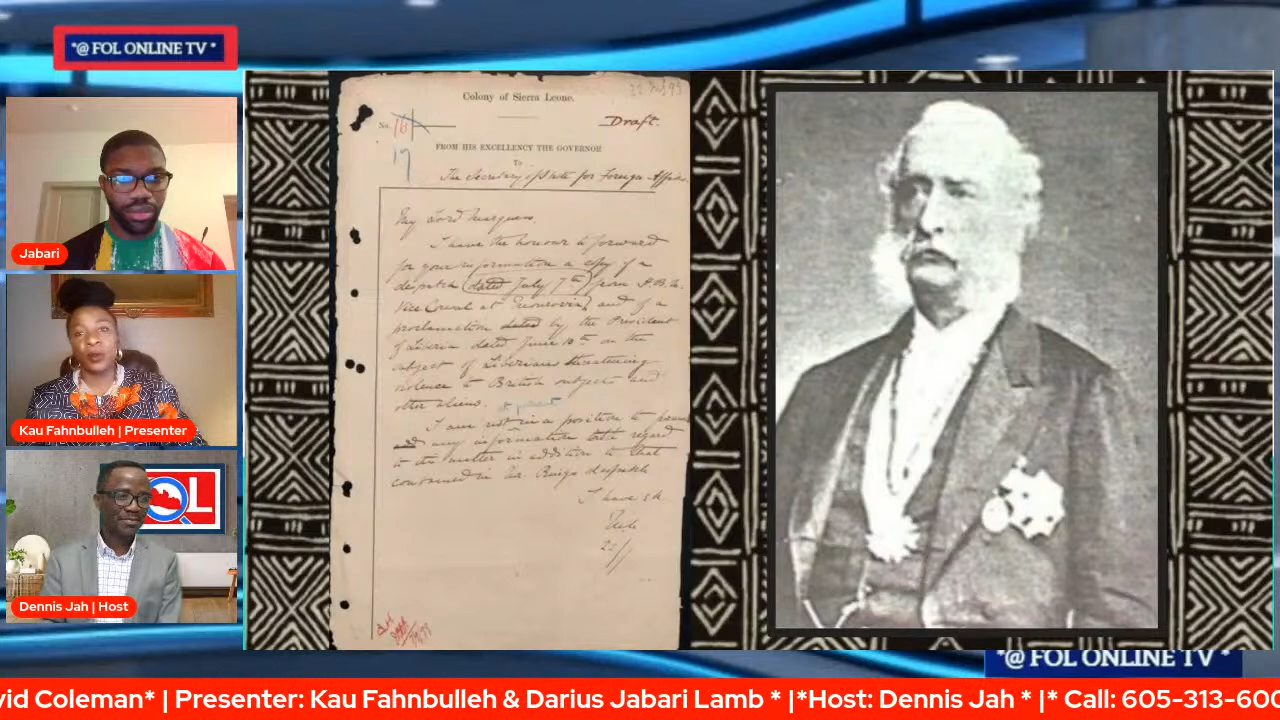 *@ FOL ONLINE TV *
Jabari
Kau Fahnbulleh | Presenter
OL
Dennis Jah | Host
Colony of Sierra Leone.
Draft.
No.
17
FROM HIS EXCELLENCY THE GOVERNOR
To
The Secretary of State for Foreign Affairs.
My Lord Marquess,
I have the honour to forward
for your information a copy of a
despatch dated July 7th from H.B.M.
Vice Consul at Monrovia, and of a
proclamation dated by the President
of Liberia dated June 10th on the
subject of Liberians threatening
violence to British subjects and
other aliens.
at present
I am not in a position to
any information with regard
to the matter in addition to that
contained in the despatch
I have &c.
*@ FOL ONLINE TV *
vid Coleman* | Presenter: Kau Fahnbulleh & Darius Jabari Lamb * |*Host: Dennis Jah * |* Call: 605-313-600